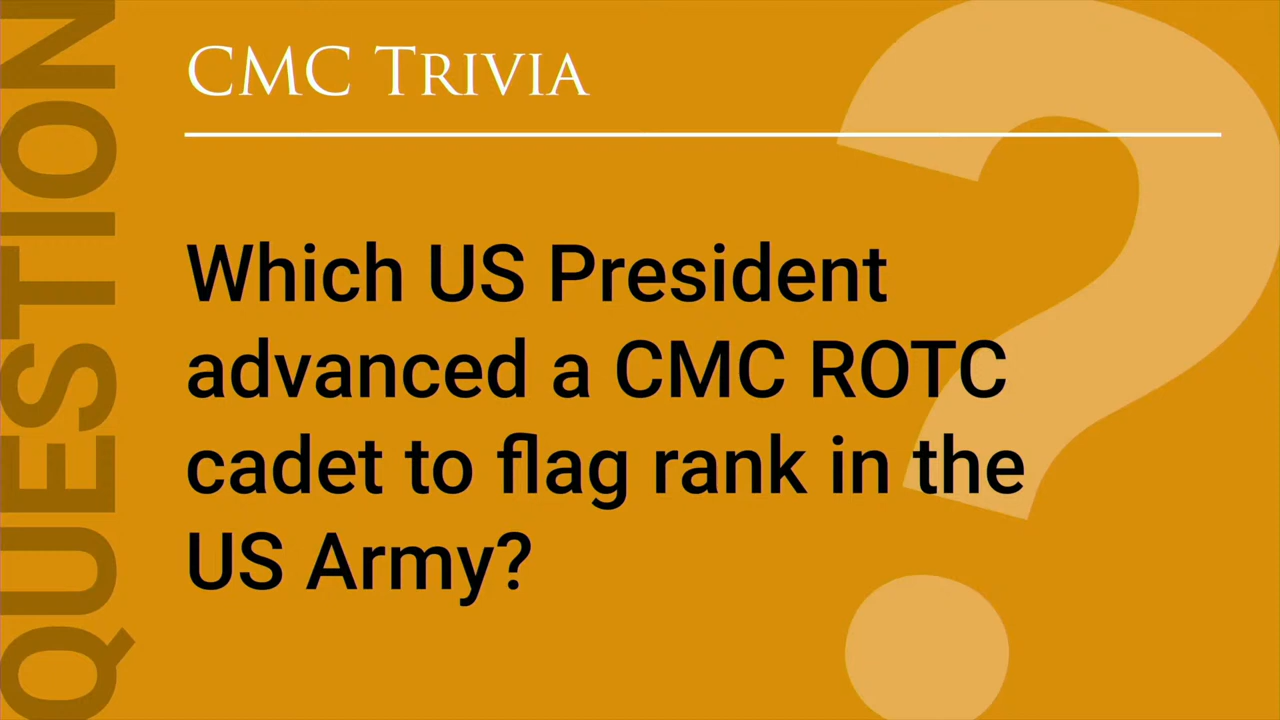 QUESTION
CMC TRIVIA
Which US President
advanced a CMC ROTC
cadet to flag rank in the
US Army?